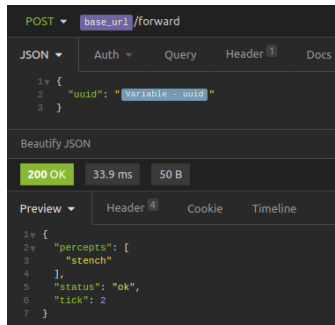 POST base_url /forward
JSON Auth Query Header 1 Docs
1 {
2 "uuid": "Variable - uuid"
3 }
Beautify JSON
200 OK 33.9 ms 50 B
Preview Header 4 Cookie Timeline
1 {
2 "percepts": [
3 "stench"
4 ],
5 "status": "ok",
6 "tick": 2
7 }